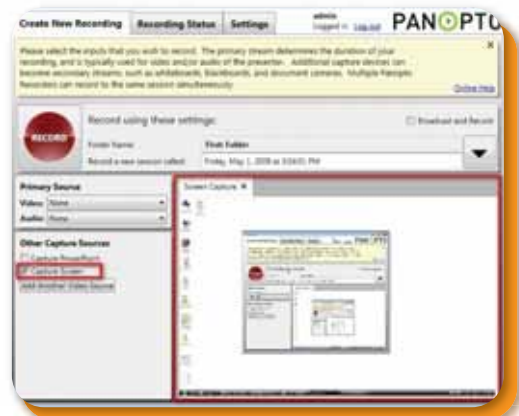 Create New Recording Recording Status Settings
admin
Logged in Log out
PANOPTO
Please select the inputs that you wish to record. The primary stream determines the duration of your
recording, and is typically used for video and/or audio of the presenter. Additional capture devices can
become secondary streams, such as whiteboards, blackboards, and document cameras. Multiple Panopto
Recorders can record to the same session simultaneously.
Online Help
RECORD
Record using these settings:
Broadcast and Record
Folder Name: First Folder
Record a new session called: Friday, May 1, 2009 at PM
Primary Source
Video: None
Audio: None
Other Capture Sources
Capture PowerPoint
Capture Screen
Add Another Video Source
Screen Capture X